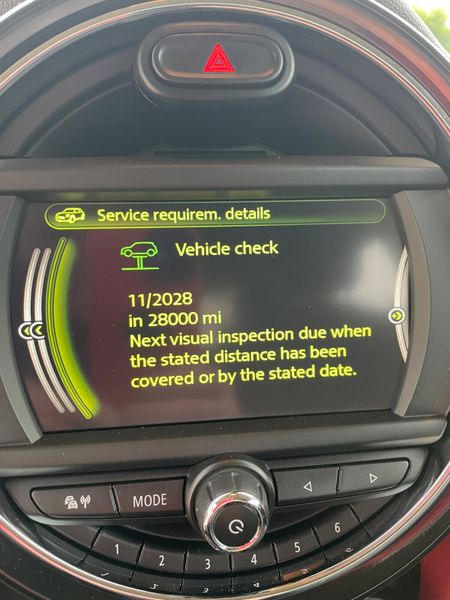 Service requirem. details
Vehicle check
11/2028
in 28000 mi
Next visual inspection due when
the stated distance has been
covered or by the stated date.
MODE
1 2 3 4 5 6